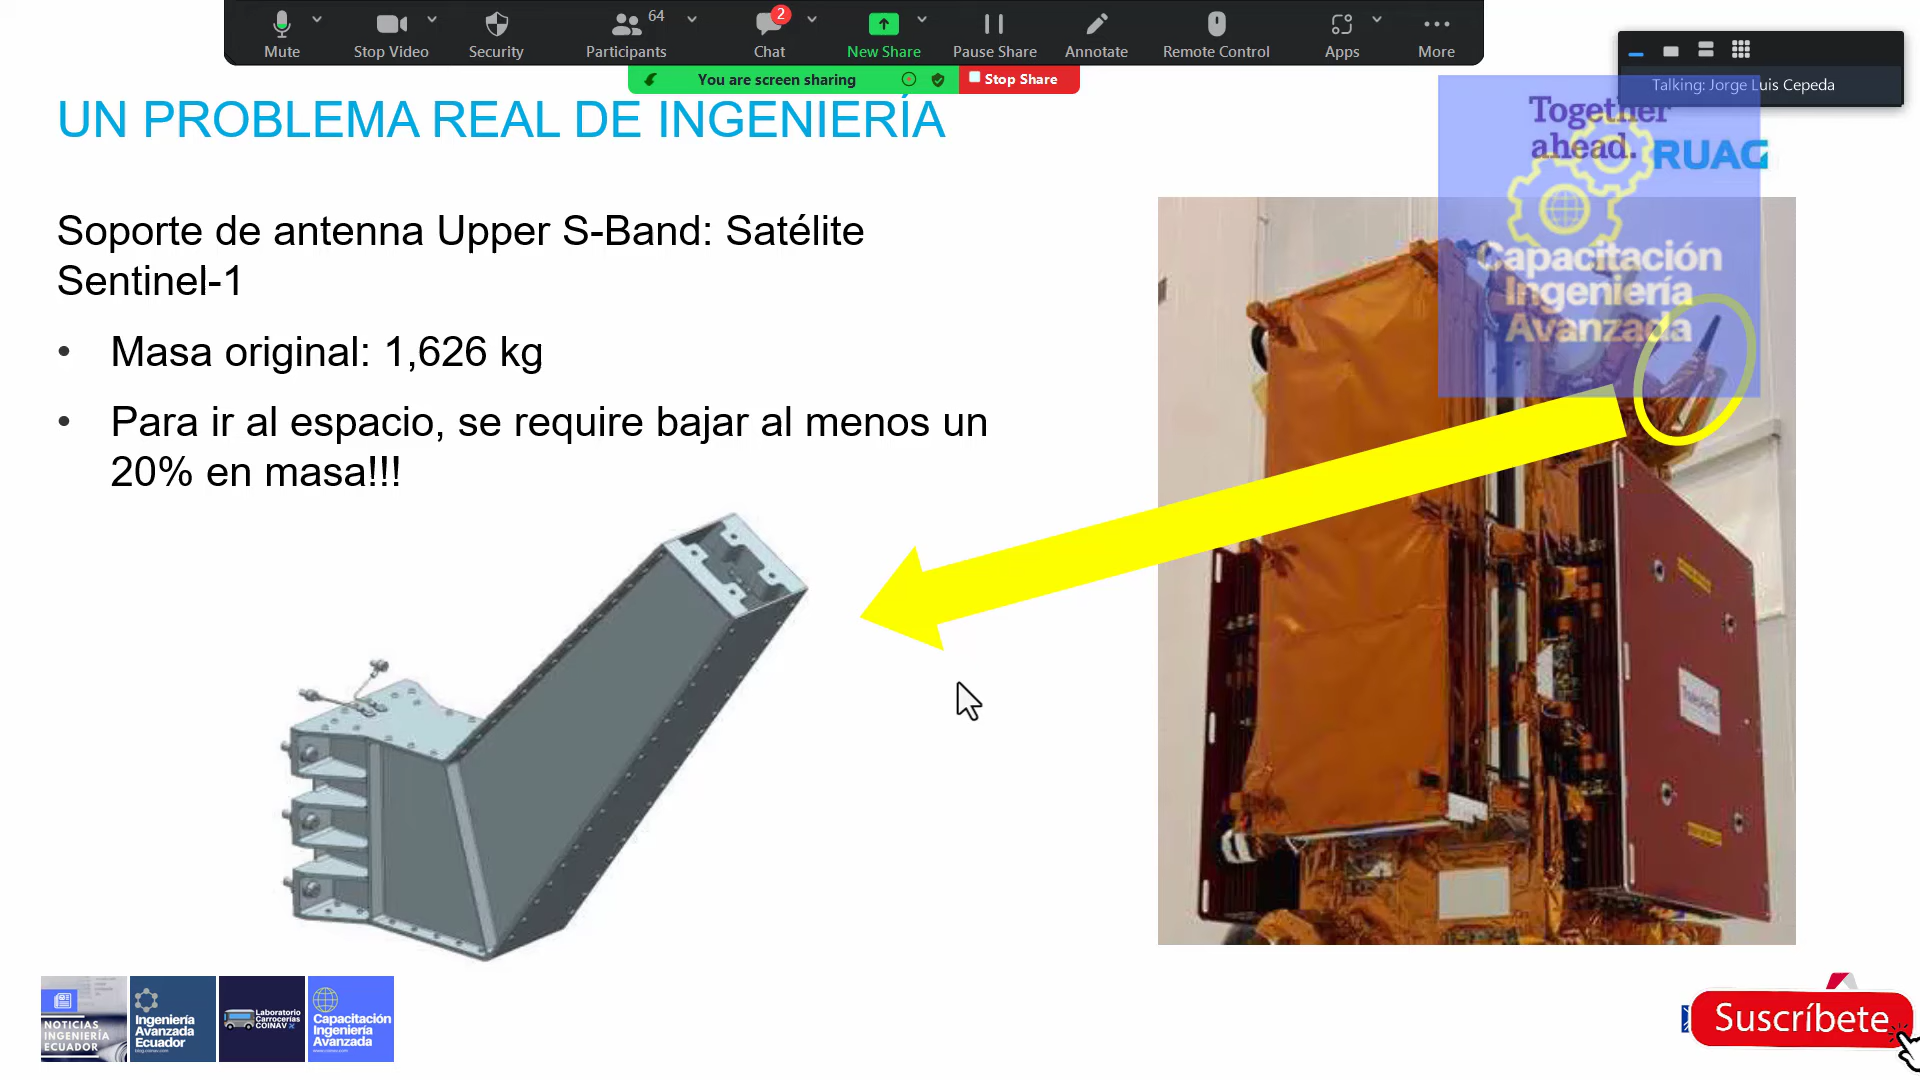 64
2
Mute
Stop Video
Security
Participants
Chat
New Share
Pause Share
Annotate
Remote Control
Apps
More
You are screen sharing
Stop Share
Talking: Jorge Luis Cepeda
UN PROBLEMA REAL DE INGENIERÍA
Together
ahead.
RUAG
Capacitación
Ingeniería
Avanzada
Soporte de antenna Upper S-Band: Satélite
Sentinel-1
• Masa original: 1,626 kg
• Para ir al espacio, se require bajar al menos un
20% en masa!!!
NOTICIAS
INGENIERÍA
ECUADOR
Ingeniería
Avanzada
Ecuador
Laboratorio
Carrocerías
COINAV
Capacitación
Ingeniería
Avanzada
Suscríbete